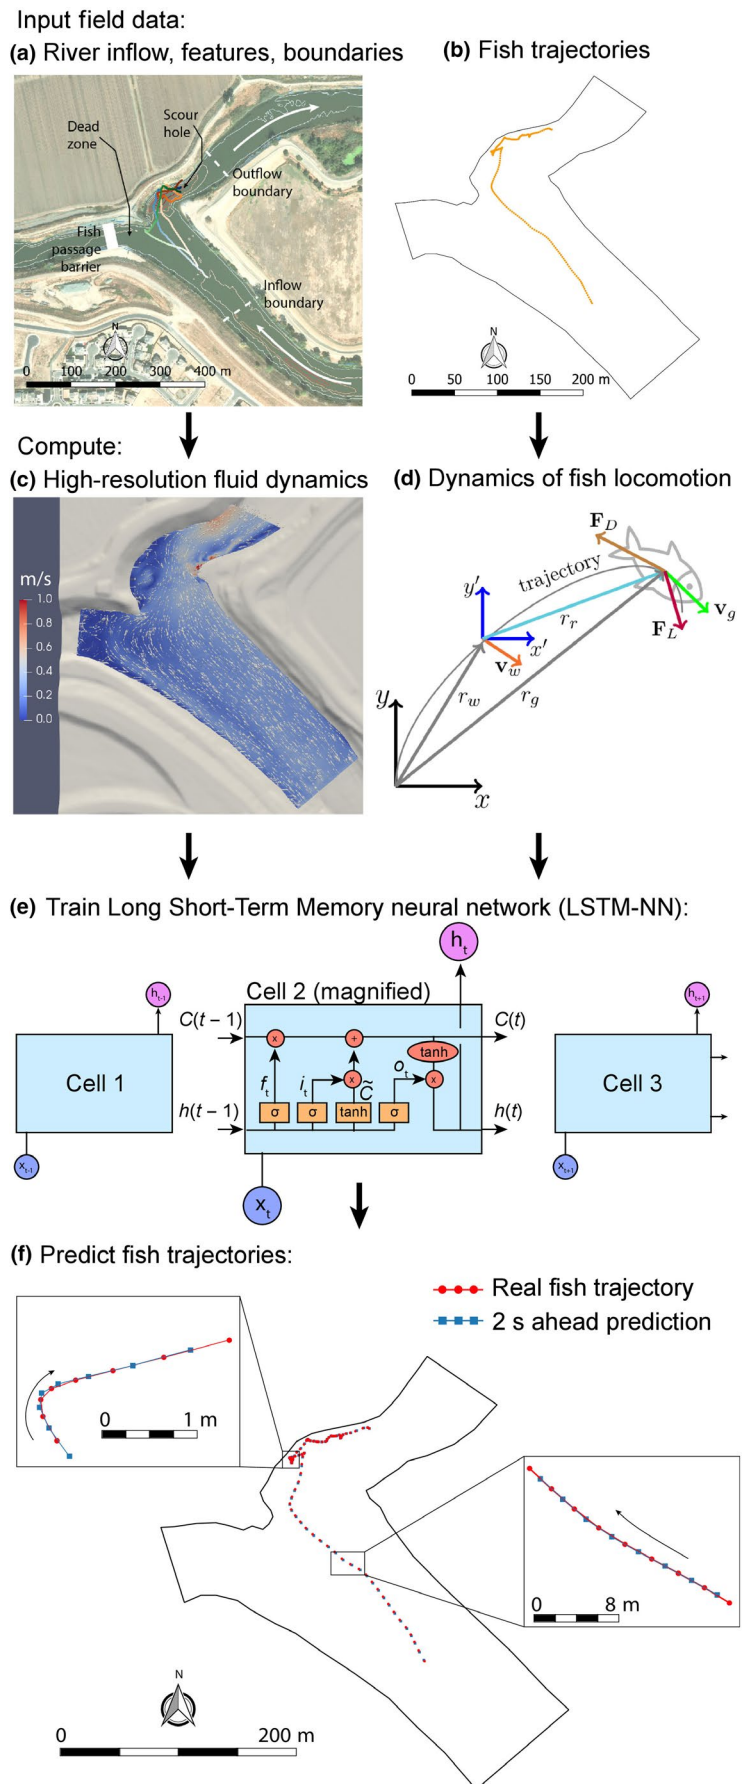 Input field data:
(a) River inflow, features, boundaries
Dead zone
Scour hole
Outflow boundary
Fish passage barrier
Inflow boundary
N
0 100 200 300 400 m
(b) Fish trajectories
N
0 50 100 150 200 m
Compute:
(c) High-resolution fluid dynamics
m/s
1.0
0.8
0.6
0.4
0.2
0.0
(d) Dynamics of fish locomotion
F_D
trajectory
y′
r_r
v_g
F_L
x′
v_w
y
r_w
r_g
x
(e) Train Long Short-Term Memory neural network (LSTM-NN):
h_t
h_{t-1}
Cell 2 (magnified)
h_{t+1}
C(t − 1)
x
+
C(t)
tanh
Cell 1
f_t
i_t
x
C̃
o_t
x
Cell 3
h(t − 1)
σ
σ
tanh
σ
h(t)
x_{t-1}
x_t
x_{t+1}
(f) Predict fish trajectories:
Real fish trajectory
2 s ahead prediction
0 1 m
0 8 m
N
0 200 m